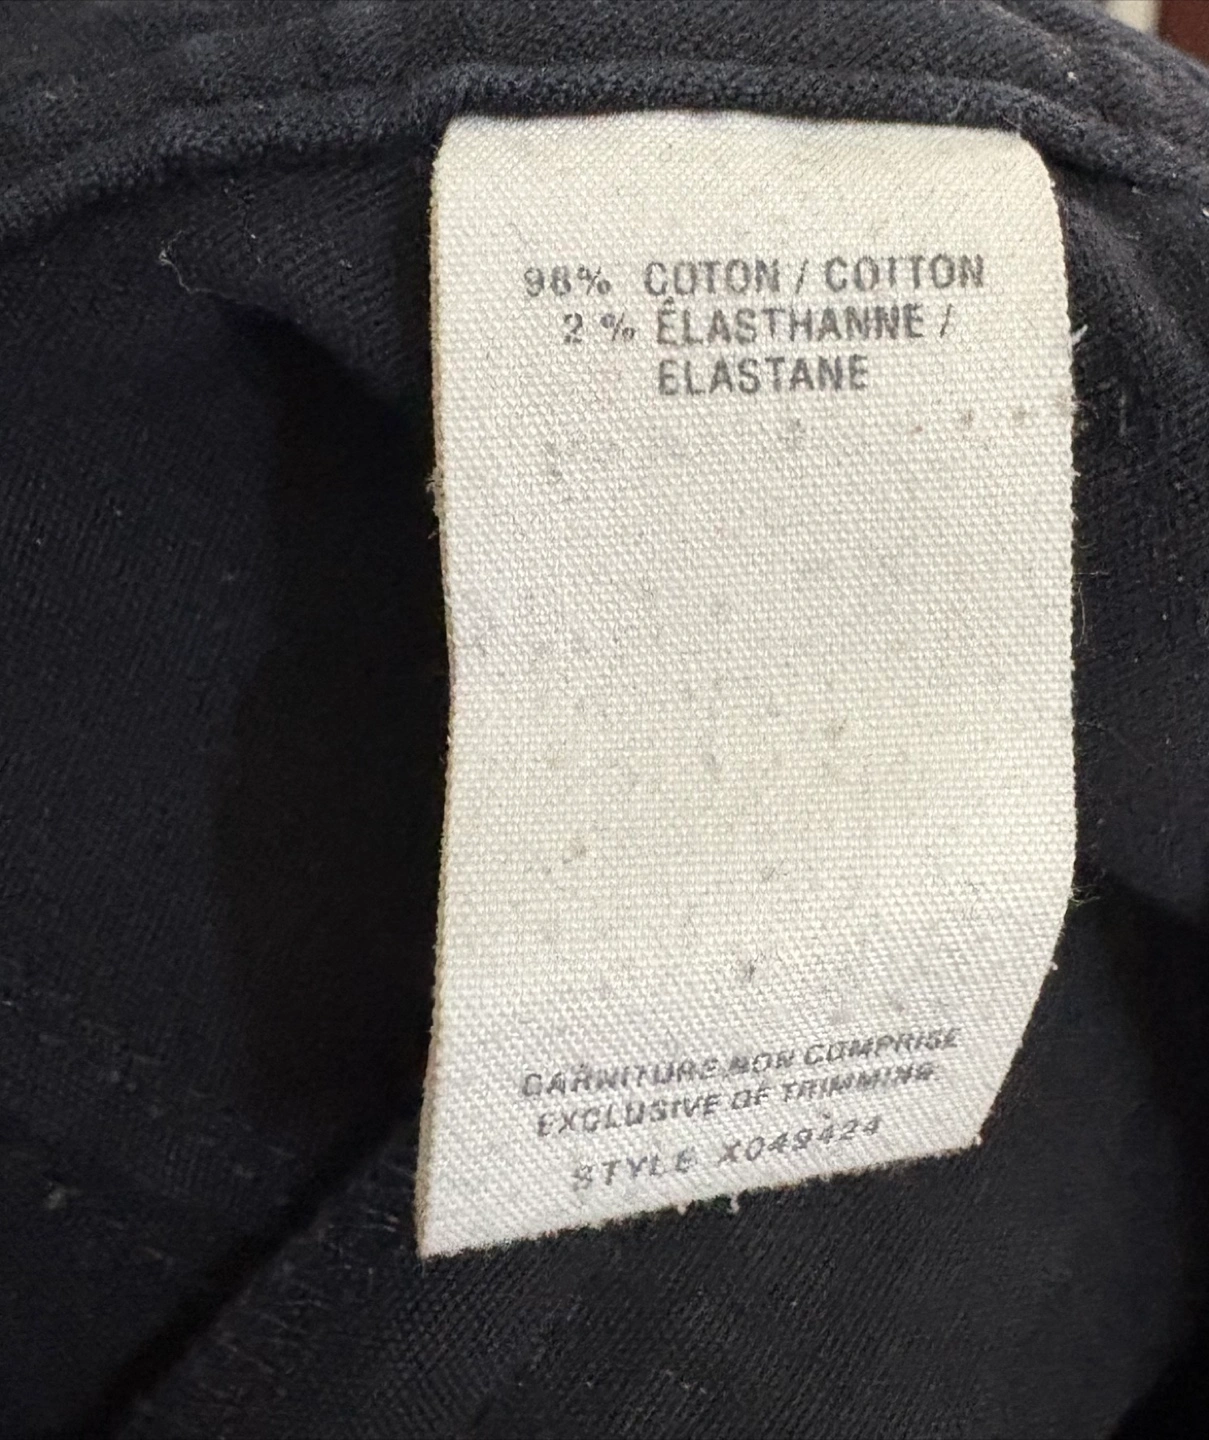 98% COTON / COTTON
2 % ÉLASTHANNE /
ELASTANE
GARNITURE NON COMPRISE
EXCLUSIVE OF TRIMMING
STYLE X049424